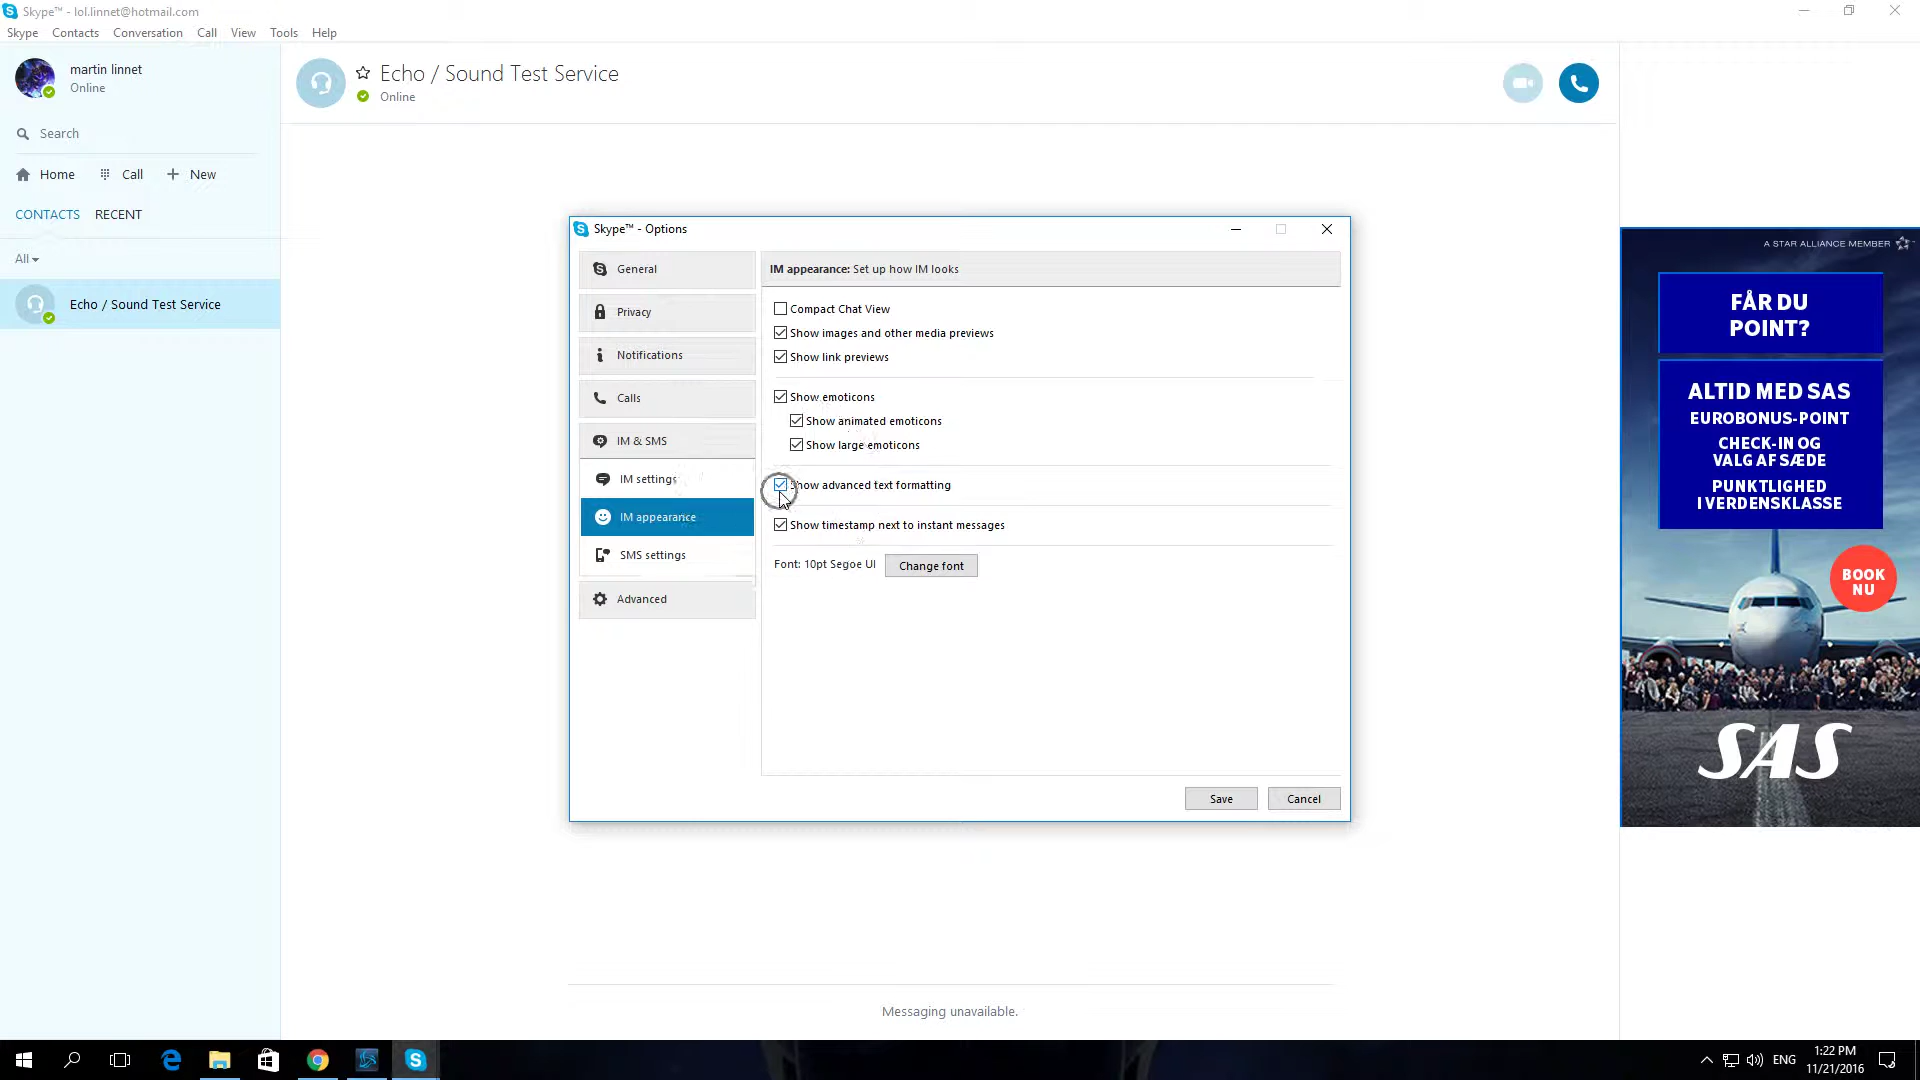 Skype™ - lol.linnet@hotmail.com
Skype Contacts Conversation Call View Tools Help
martin linnet
Online
Search
Home Call New
CONTACTS RECENT
All
Echo / Sound Test Service
Echo / Sound Test Service
Online
Skype™ - Options
General
Privacy
Notifications
Calls
IM & SMS
IM settings
IM appearance
SMS settings
Advanced
IM appearance: Set up how IM looks
Compact Chat View
Show images and other media previews
Show link previews
Show emoticons
Show animated emoticons
Show large emoticons
Show advanced text formatting
Show timestamp next to instant messages
Font: 10pt Segoe UI Change font
Save Cancel
Messaging unavailable.
A STAR ALLIANCE MEMBER
FÅR DU
POINT?
ALTID MED SAS
EUROBONUS-POINT
CHECK-IN OG
VALG AF SÆDE
PUNKTLIGHED
I VERDENSKLASSE
BOOK
NU
SAS
ENG
1:22 PM
11/21/2016